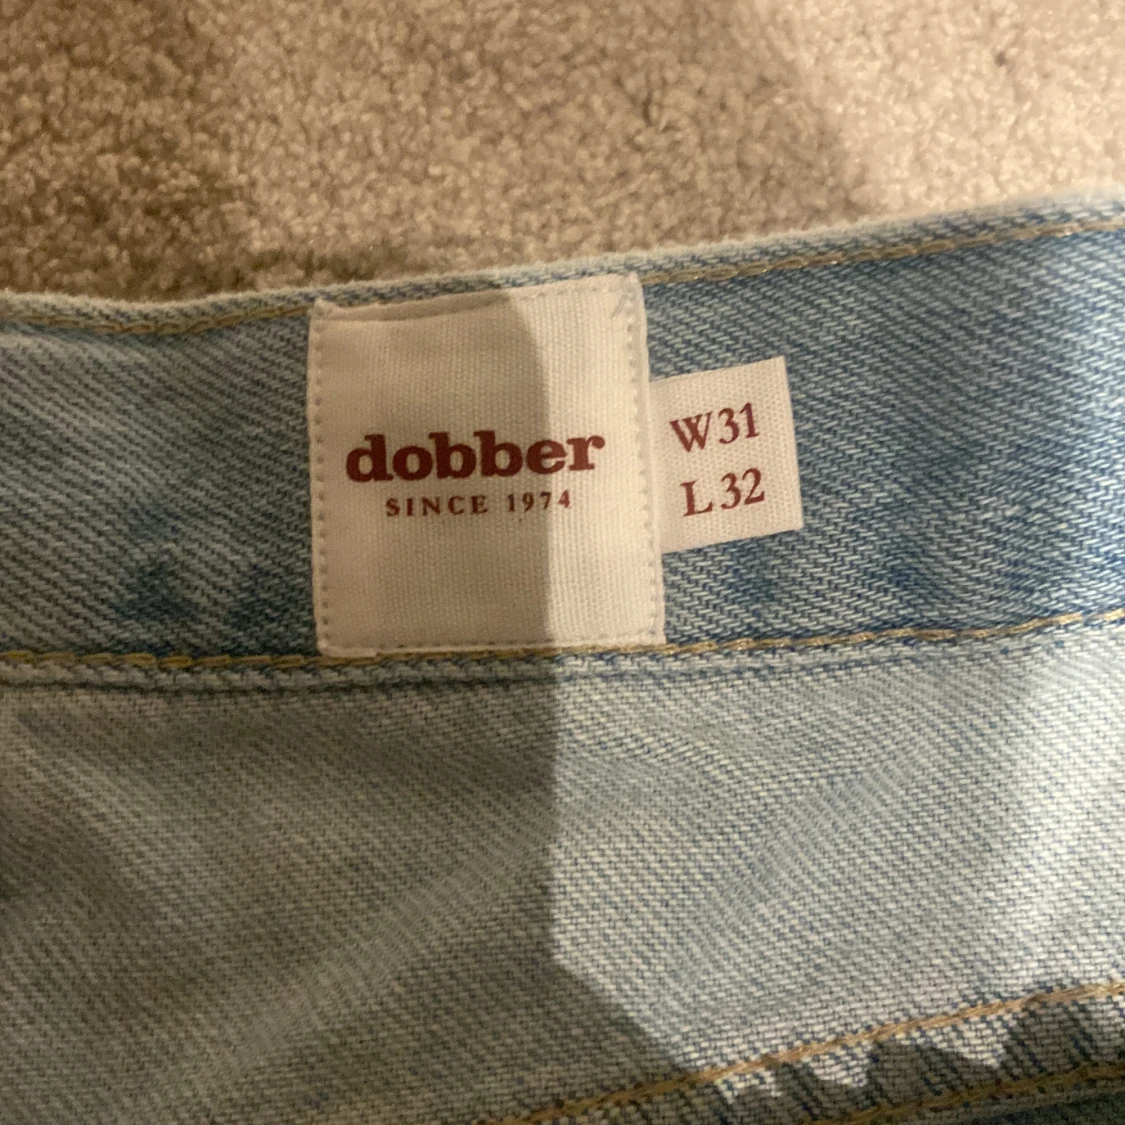 dobber
SINCE 1974
W31
L32